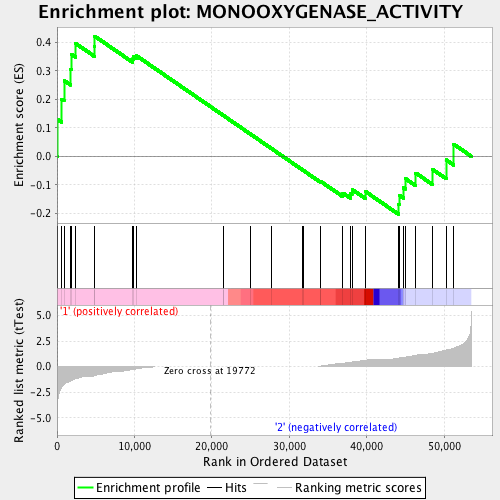 Enrichment plot: MONOOXYGENASE_ACTIVITY
Enrichment score (ES)
0.4
0.3
0.2
0.1
0.0
-0.1
-0.2
'1' (positively correlated)
Ranked list metric (tTest)
5.0
2.5
0.0
-2.5
-5.0
Zero cross at 19772
'2' (negatively correlated)
0 10,000 20,000 30,000 40,000 50,000
Rank in Ordered Dataset
Enrichment profile Hits Ranking metric scores